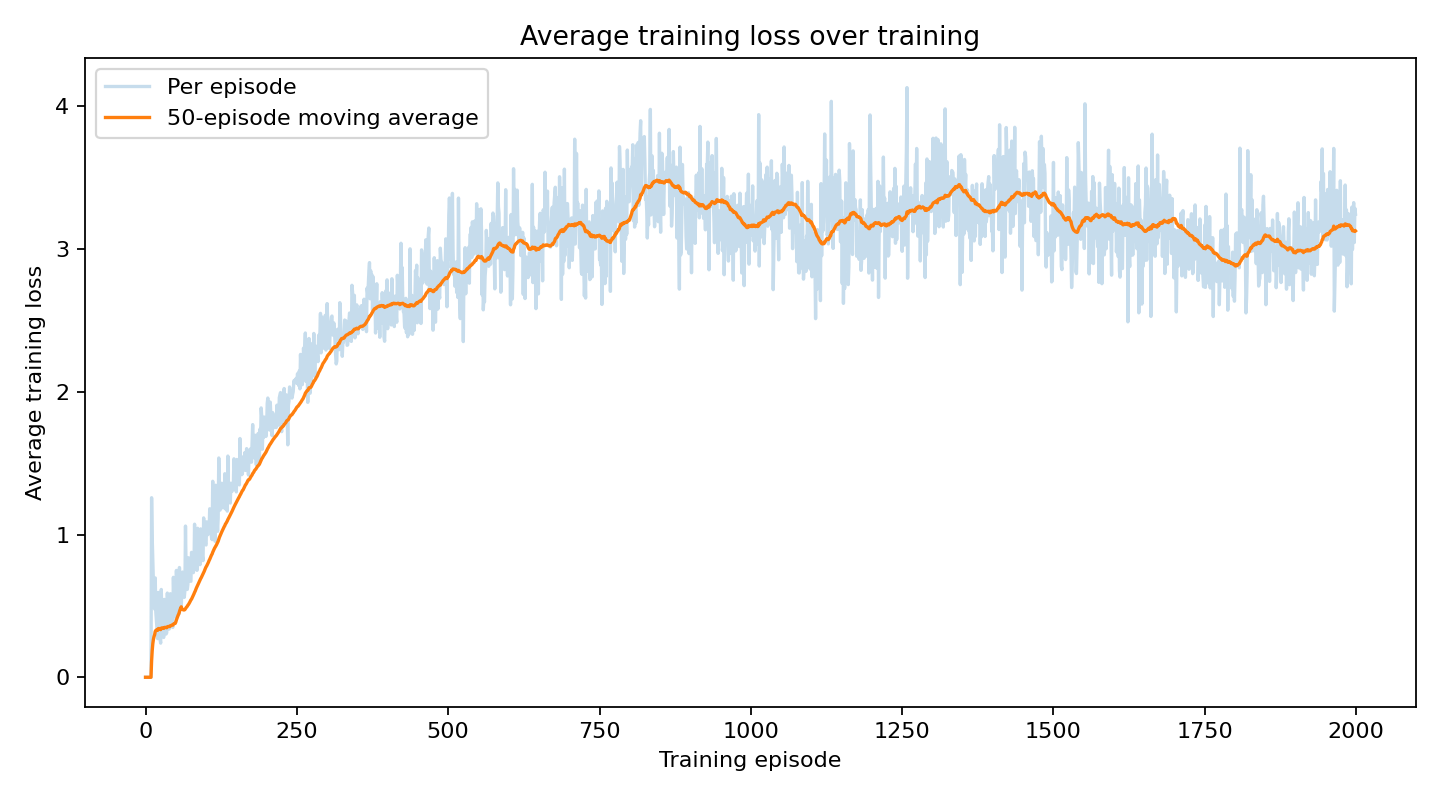 Average training loss over training
Per episode
50-episode moving average
Average training loss
4
3
2
1
0
0 250 500 750 1000 1250 1500 1750 2000
Training episode